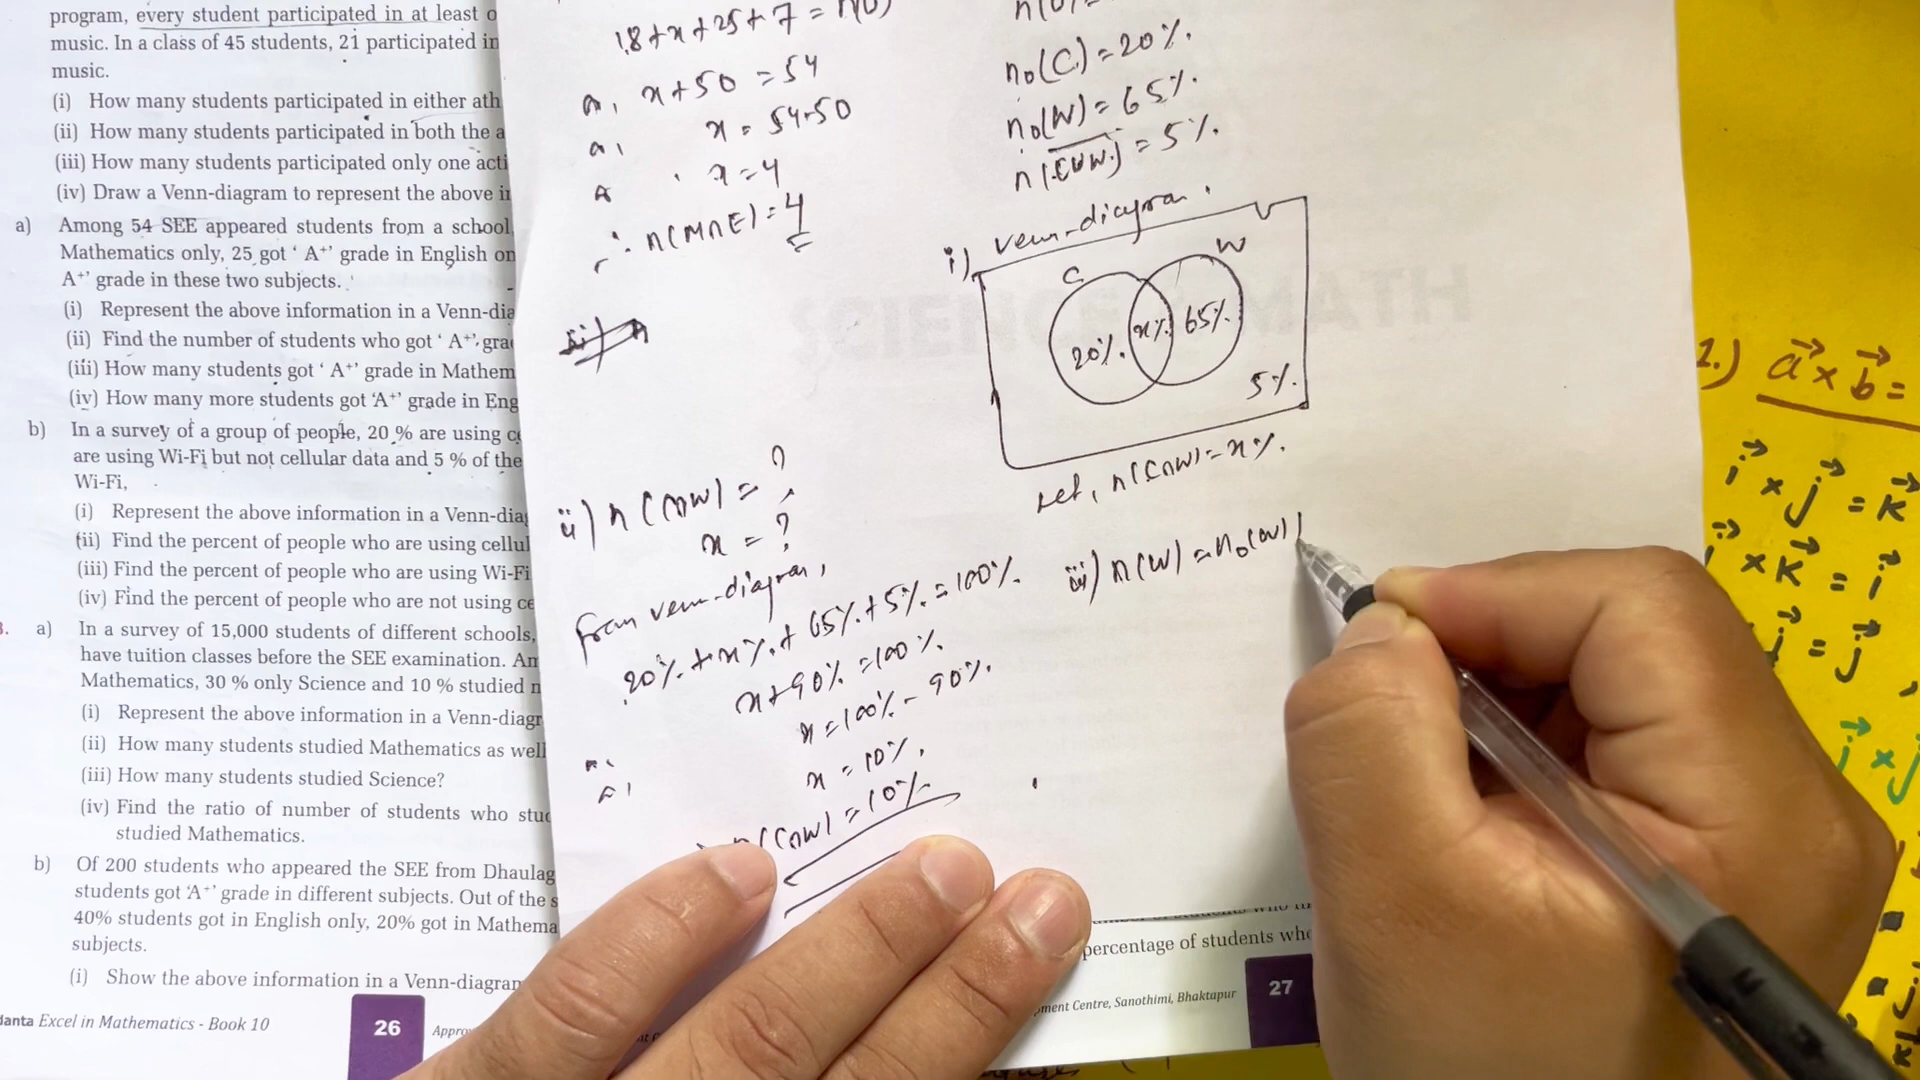 program, every student participated in at least o
music. In a class of 45 students, 21 participated in
music.
(i) How many students participated in either ath
(ii) How many students participated in both the a
(iii) How many students participated only one acti
(iv) Draw a Venn-diagram to represent the above in
a) Among 54 SEE appeared students from a school
Mathematics only, 25 got ‘ A⁺’ grade in English on
A⁺’ grade in these two subjects.
(i) Represent the above information in a Venn-dia
(ii) Find the number of students who got ‘ A⁺’ gra
(iii) How many students got ‘ A⁺’ grade in Mathem
(iv) How many more students got ‘A⁺’ grade in Eng
b) In a survey of a group of people, 20 % are using ce
are using Wi-Fi but not cellular data and 5 % of the
Wi-Fi,
(i) Represent the above information in a Venn-dia
(ii) Find the percent of people who are using cellul
(iii) Find the percent of people who are using Wi-Fi
(iv) Find the percent of people who are not using ce
3. a) In a survey of 15,000 students of different schools,
have tuition classes before the SEE examination. Am
Mathematics, 30 % only Science and 10 % studied n
(i) Represent the above information in a Venn-diagr
(ii) How many students studied Mathematics as well
(iii) How many students studied Science?
(iv) Find the ratio of number of students who stud
studied Mathematics.
b) Of 200 students who appeared the SEE from Dhaulag
students got ‘A⁺’ grade in different subjects. Out of the s
40% students got in English only, 20% got in Mathema
subjects.
(i) Show the above information in a Venn-diagram
danta Excel in Mathematics - Book 10
26
Appro
18+x+25+7 = n(U)
x+50 = 54
x = 54-50
x = 4
∴ n(M∩E) = 4
ii) n(C∩W) = ?
x = ?
from venn-diagram,
20%+x%+65%+5%=100%
x+90%=100%
x=100%-90%
x = 10%
n(C∩W) = 10%
n₀(C) = 20%
n₀(W) = 65%
n(C∪W) = 5%
i) venn-diagram.
U
C
W
20%
x%
65%
5%
Let, n(C∩W) = x%
iii) n(W) = n₀(W)
SCIENCE MATH
percentage of students who
ment Centre, Sanothimi, Bhaktapur
27
1.) a⃗ × b⃗ =
i⃗ × j⃗ = k⃗
× k⃗ = i⃗
= j⃗
j⃗ × j